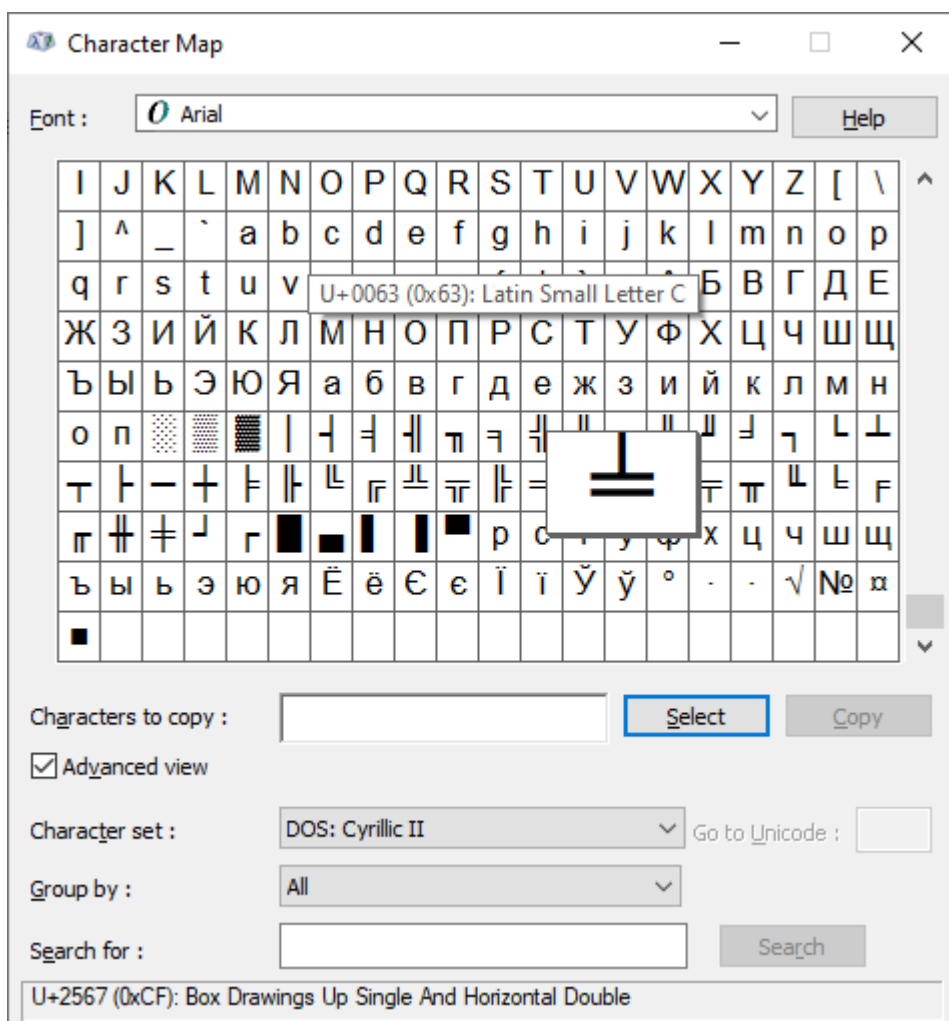 Character Map
Font :
O Arial
Help
I J K L M N O P Q R S T U V W X Y Z [ \
] ^ _ ` a b c d e f g h i j k l m n o p
q r s t u v Б В Г Д Е
U+0063 (0x63): Latin Small Letter C
Ж З И Й К Л М Н О П Р С Т У Ф Х Ц Ч Ш Щ
Ъ Ы Ь Э Ю Я а б в г д е ж з и й к л м н
о п ░ ▒ ▓ │ ┤ ╡ ╢ ╖ ╕ ╣ ╜ ╛ ┐ └ ┴
┬ ├ ─ ┼ ╞ ╟ ╚ ╔ ╩ ╦ ╠ ═ ╧ ╤ ╥ ╙ ╘ ╒
╓ ╫ ╪ ┘ ┌ █ ▄ ▌ ▐ ▀ р с т у ф х ц ч ш щ
ъ ы ь э ю я Ё ё Є є Ї ї Ў ў ° ∙ · √ № ¤
■
Characters to copy :
Select
Copy
Advanced view
Character set :
DOS: Cyrillic II
Go to Unicode :
Group by :
All
Search for :
Search
U+2567 (0xCF): Box Drawings Up Single And Horizontal Double